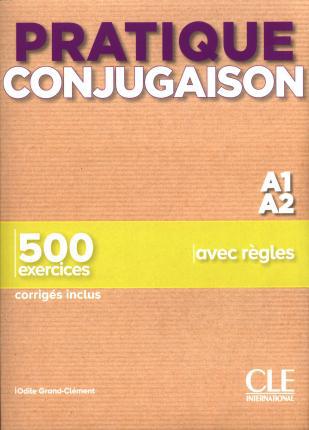 PRATIQUE
CONJUGAISON
A1
A2
500
exercices
avec règles
corrigés inclus
Odile Grand-Clément
CLE
INTERNATIONAL